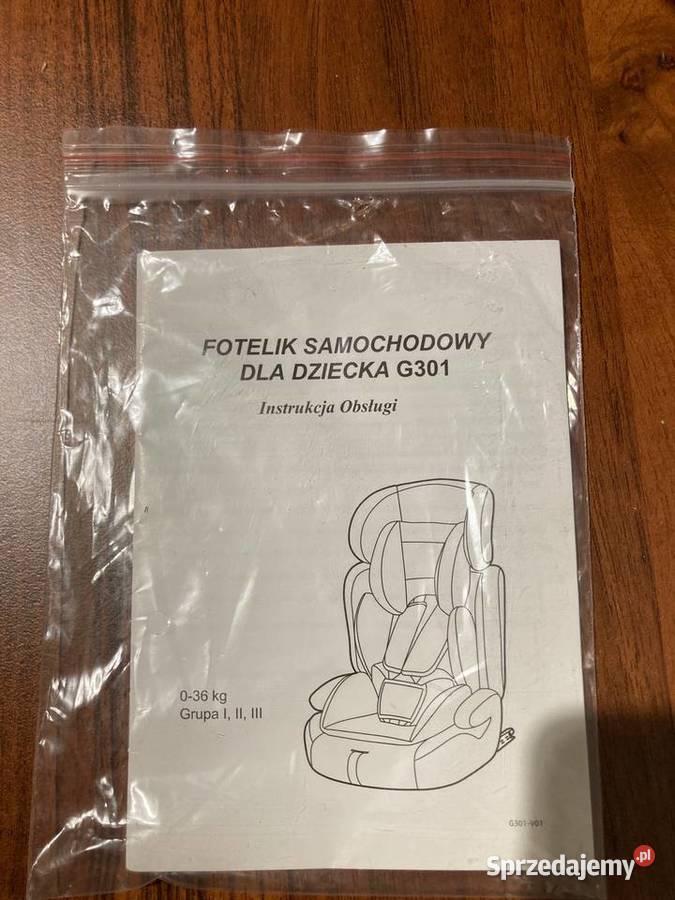 FOTELIK SAMOCHODOWY
DLA DZIECKA G301
Instrukcja Obsługi
0-36 kg
Grupa I, II, III
G301-V01
Sprzedajemy.pl